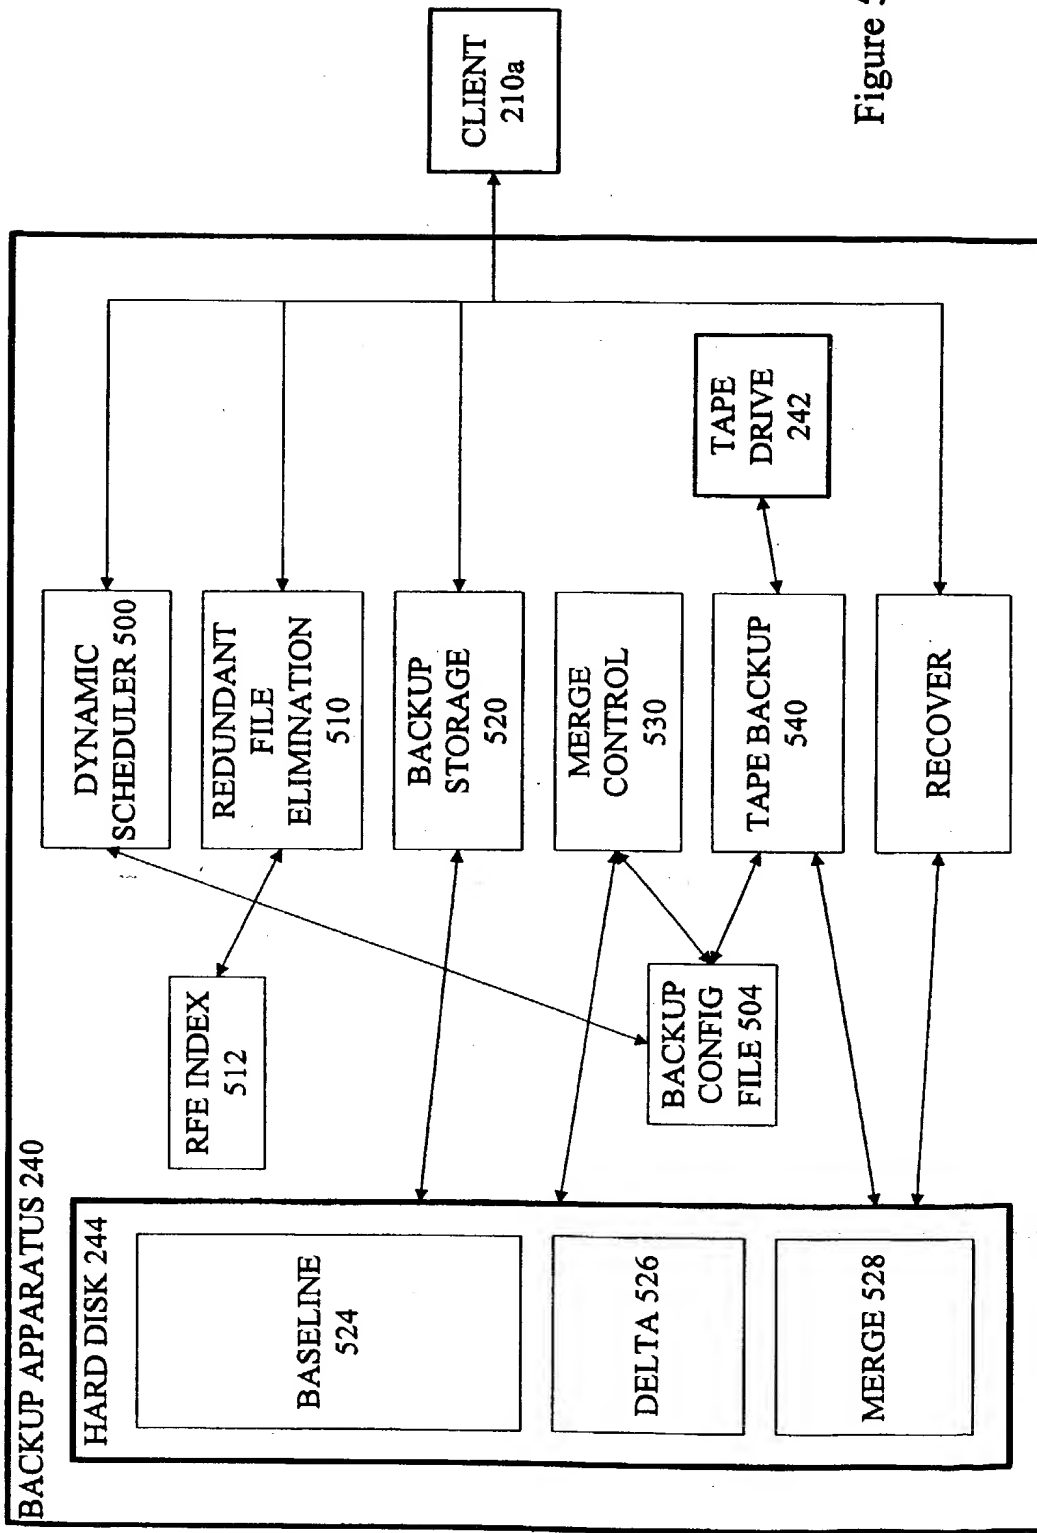 BACKUP APPARATUS 240
HARD DISK 244
BASELINE
524
DELTA 526
MERGE 528
RFE INDEX
512
BACKUP
CONFIG
FILE 504
DYNAMIC
SCHEDULER 500
REDUNDANT
FILE
ELIMINATION
510
BACKUP
STORAGE
520
MERGE
CONTROL
530
TAPE BACKUP
540
RECOVER
TAPE
DRIVE
242
CLIENT
210a
Figure 5